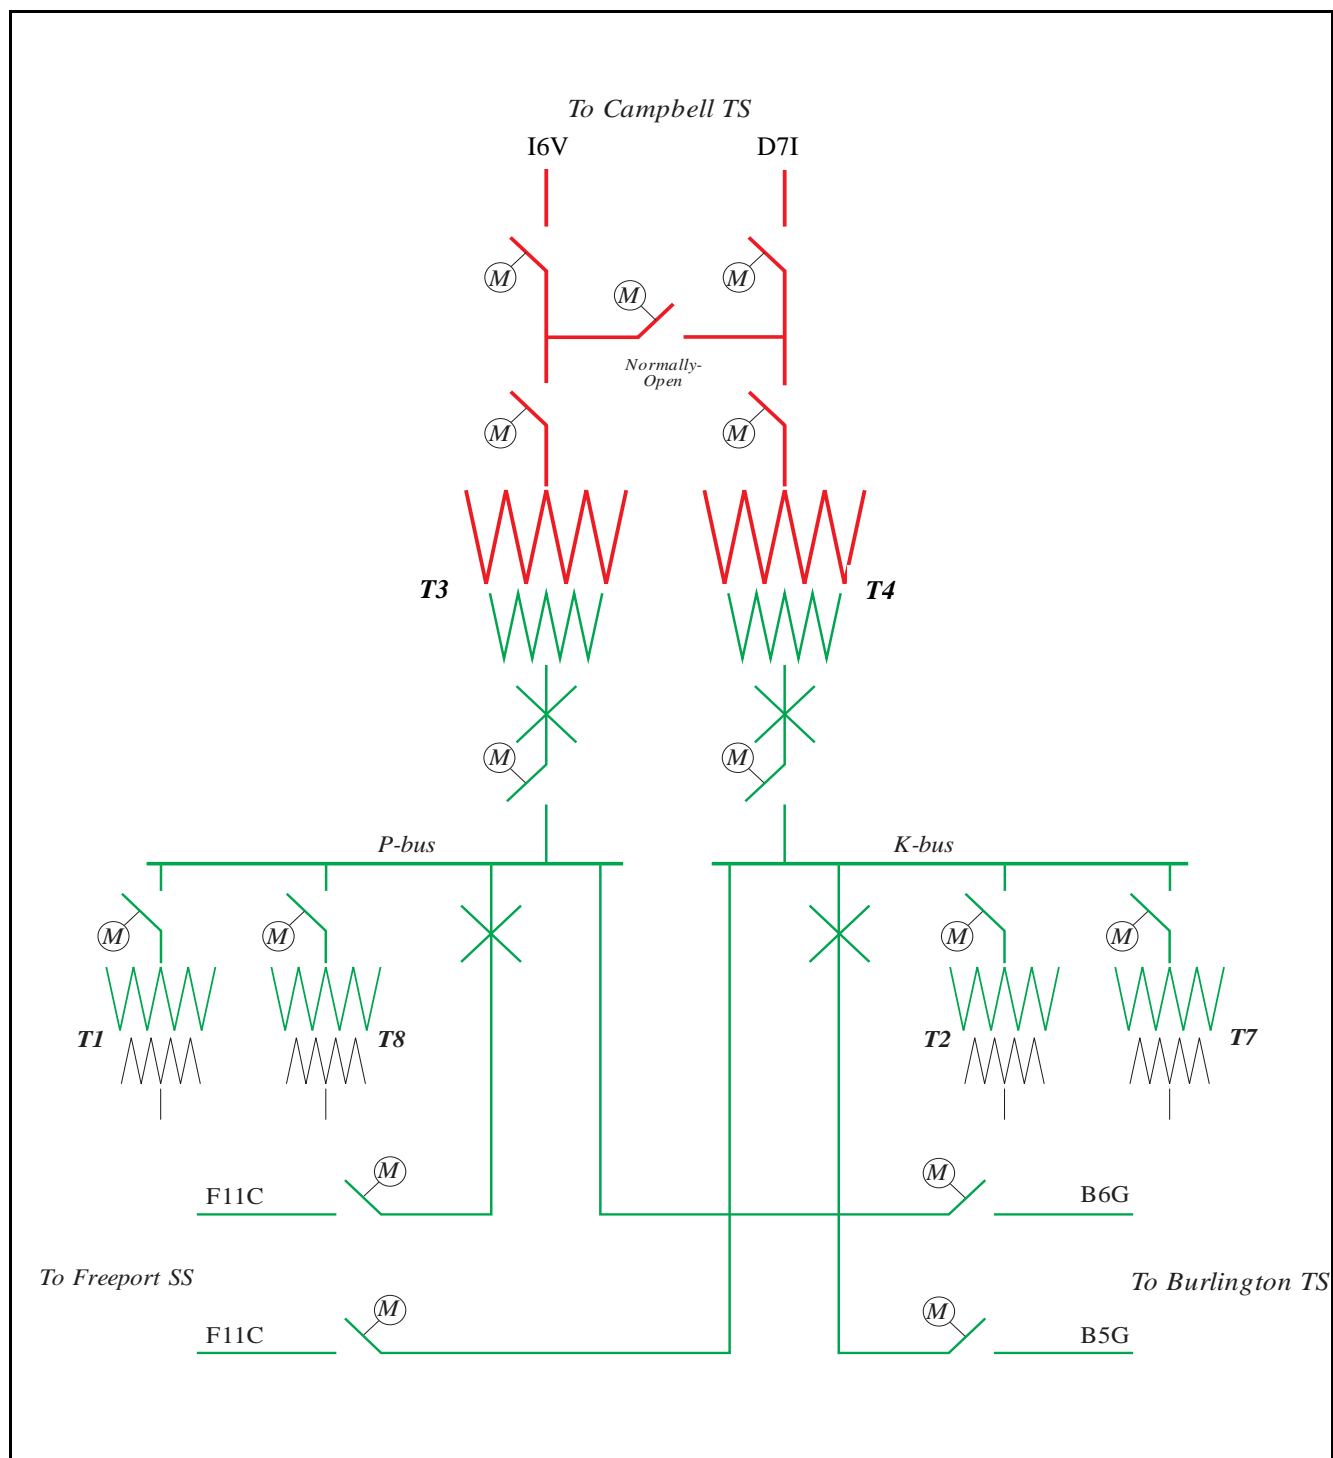 To Campbell TS
I6V
D7I
M
M
M
Normally-
Open
M
M
T3
T4
M
M
P-bus
K-bus
M
M
M
M
T1
T8
T2
T7
M
M
F11C
B6G
To Freeport SS
To Burlington TS
M
M
F11C
B5G